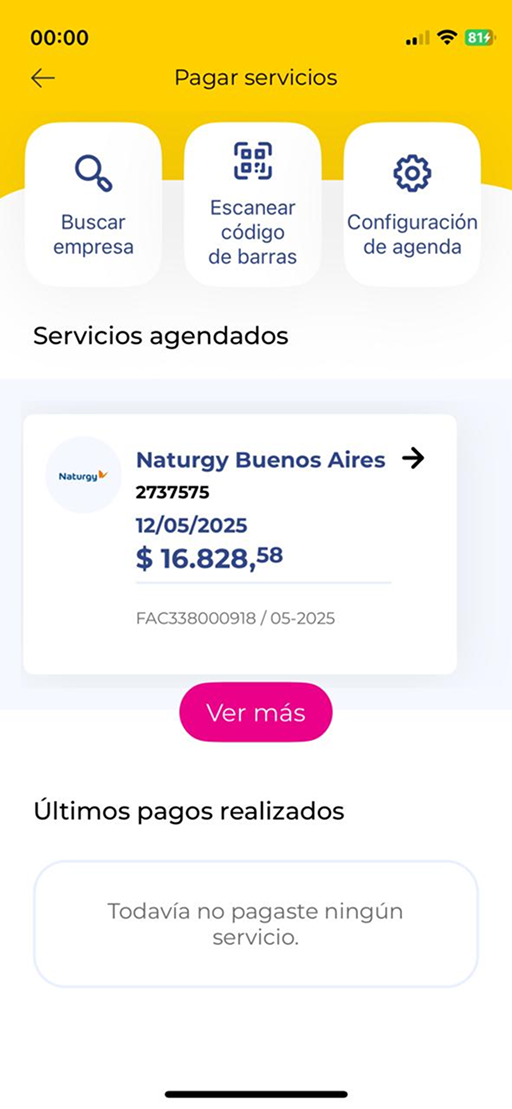 00:00
81
Pagar servicios
Buscar
empresa
Escanear
código
de barras
Configuración
de agenda
Servicios agendados
Naturgy
Naturgy Buenos Aires
2737575
12/05/2025
$ 16.828,58
FAC338000918 / 05-2025
Ver más
Últimos pagos realizados
Todavía no pagaste ningún
servicio.